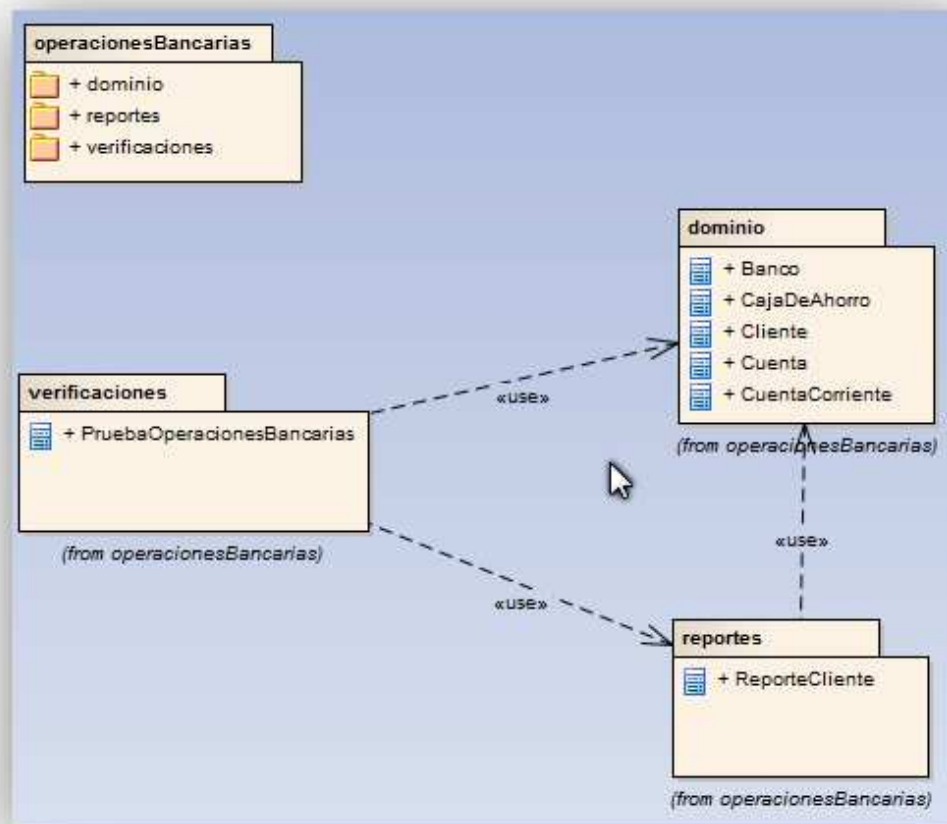 operacionesBancarias
+ dominio
+ reportes
+ verificaciones
dominio
+ Banco
+ CajaDeAhorro
+ Cliente
+ Cuenta
+ CuentaCorriente
(from operacionesBancarias)
«use»
verificaciones
+ PruebaOperacionesBancarias
(from operacionesBancarias)
«use»
«use»
reportes
+ ReporteCliente
(from operacionesBancarias)